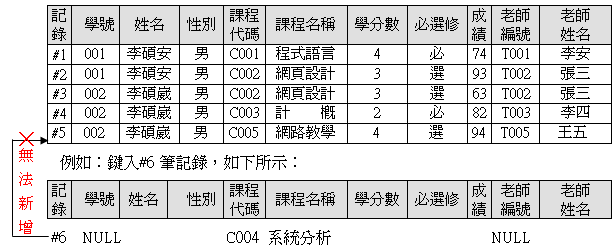 記錄 學號 姓名 性別 課程代碼 課程名稱 學分數 必選修 成績 老師編號 老師姓名
#1 001 李碩安 男 C001 程式語言 4 必 74 T001 李安
#2 001 李碩安 男 C002 網頁設計 3 選 93 T002 張三
#3 002 李碩崴 男 C002 網頁設計 3 選 63 T002 張三
#4 002 李碩崴 男 C003 計 概 2 必 82 T003 李四
#5 002 李碩崴 男 C005 網路教學 4 選 94 T005 王五
無法新增
例如：鍵入#6 筆記錄，如下所示：
記錄 學號 姓名 性別 課程代碼 課程名稱 學分數 必選修 成績 老師編號 老師姓名
#6 NULL C004 系統分析 NULL